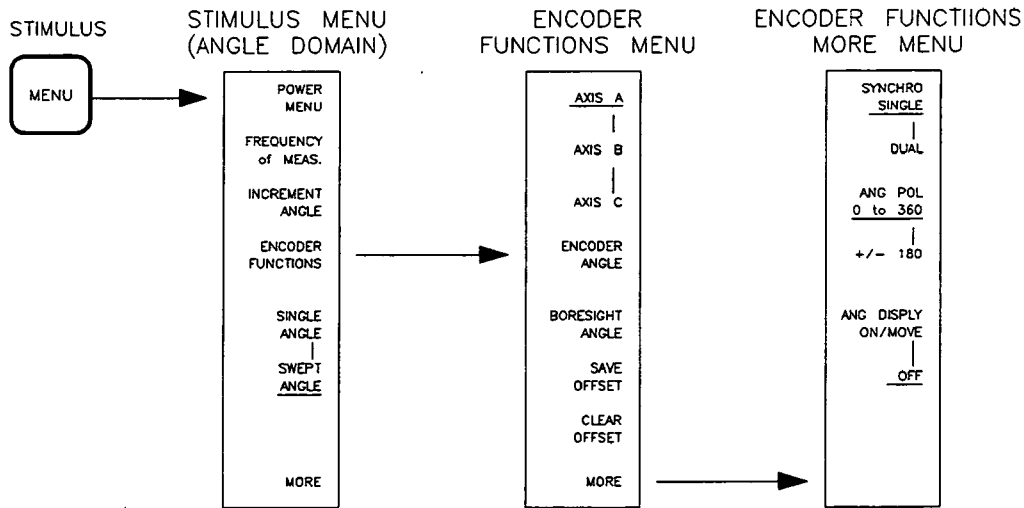 STIMULUS
MENU
STIMULUS MENU
(ANGLE DOMAIN)
POWER
MENU
FREQUENCY
of MEAS.
INCREMENT
ANGLE
ENCODER
FUNCTIONS
SINGLE
ANGLE
SWEPT
ANGLE
MORE
ENCODER
FUNCTIONS MENU
AXIS A
AXIS B
AXIS C
ENCODER
ANGLE
BORESIGHT
ANGLE
SAVE
OFFSET
CLEAR
OFFSET
MORE
ENCODER FUNCTIIONS
MORE MENU
SYNCHRO
SINGLE
DUAL
ANG POL
0 to 360
+/- 180
ANG DISPLY
ON/MOVE
OFF